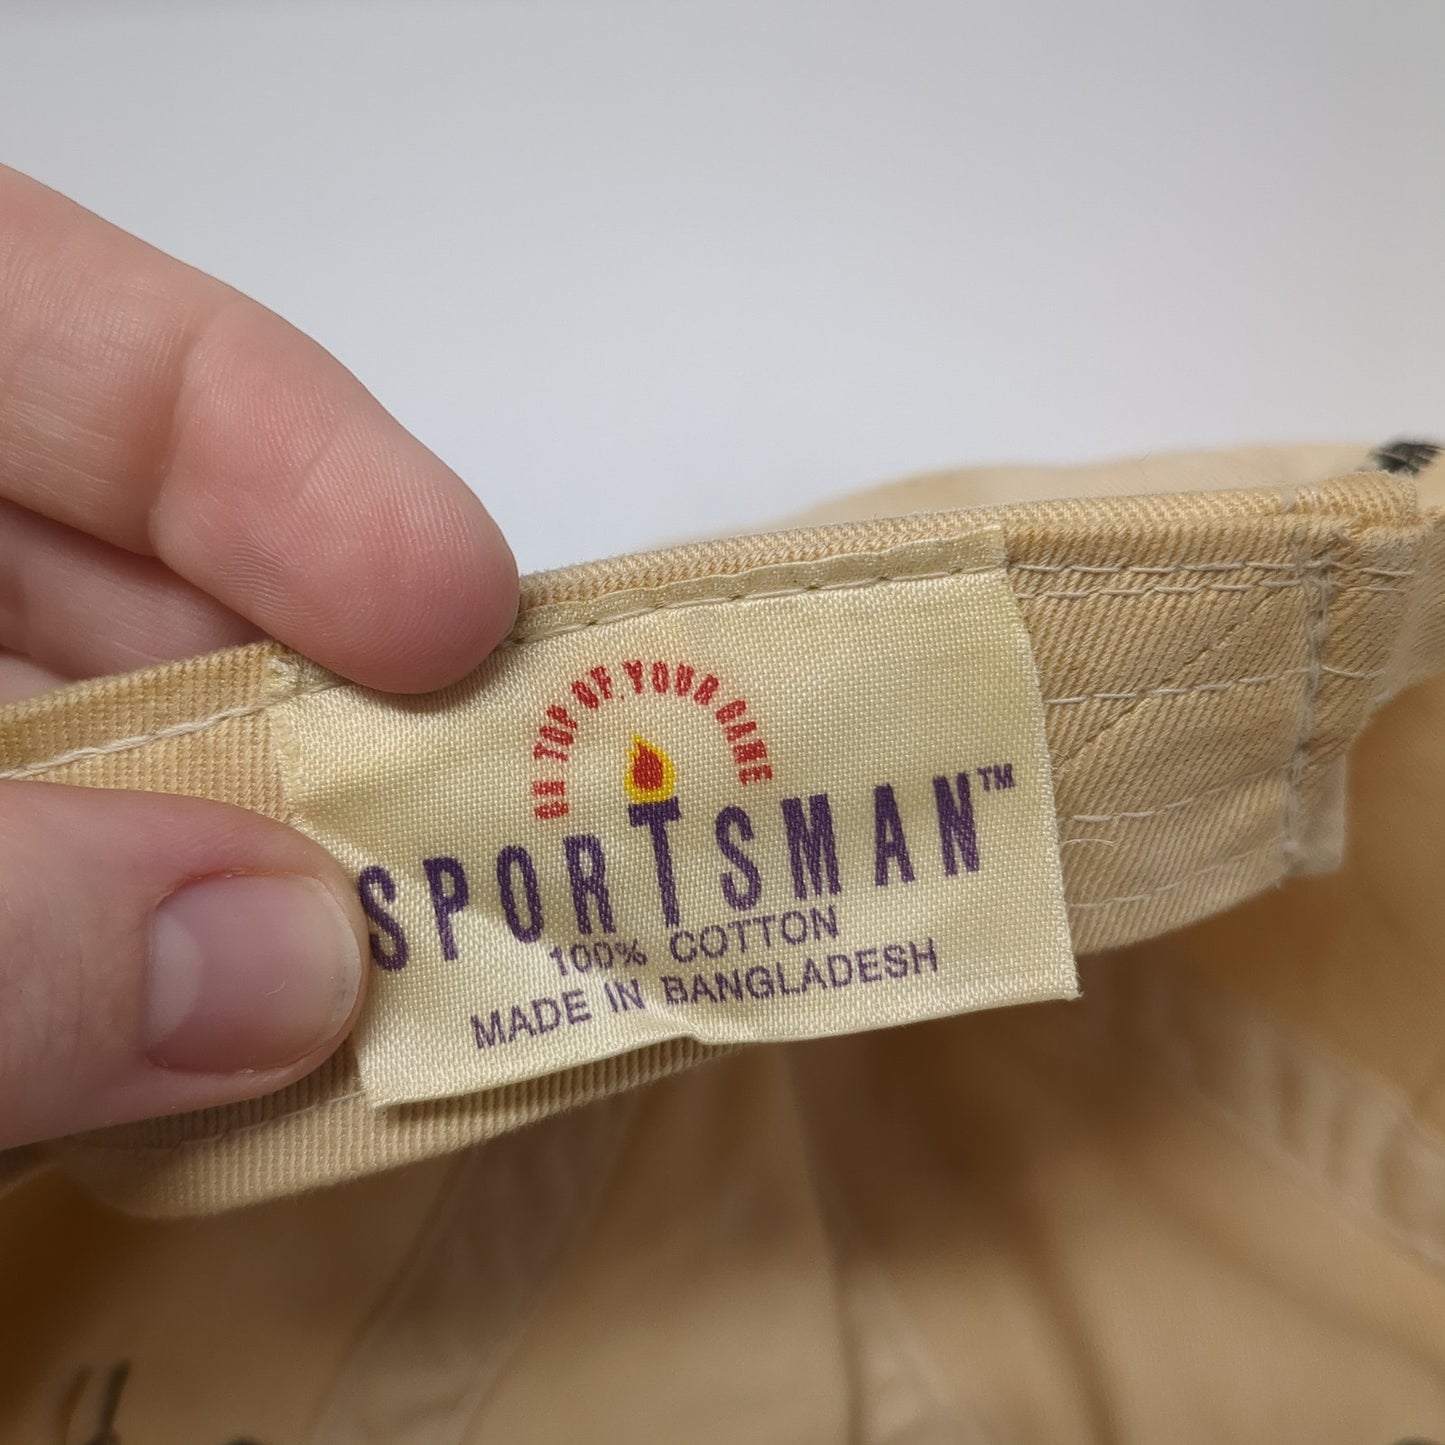 ON TOP OF YOUR GAME
SPORTSMAN™
100% COTTON
MADE IN BANGLADESH